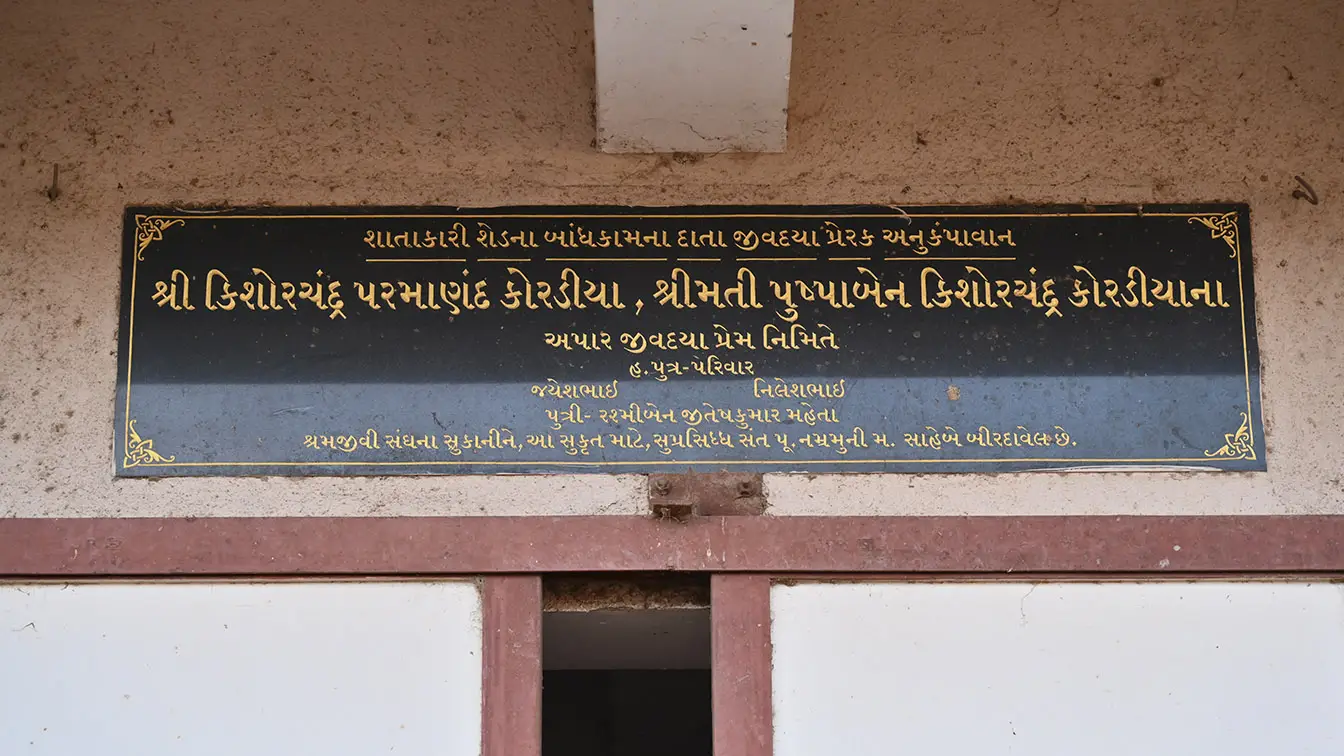 શાતાકારી શેડના બાંધકામના દાતા જીવદયા પ્રેરક અનુકંપાવાન
શ્રી કિશોરચંદ્ર પરમાણંદ કોરડીયા , શ્રીમતી પુષ્પાબેન કિશોરચંદ્ર કોરડીયાના
અપાર જીવદયા પ્રેમ નિમિતે
હ.પુત્ર-પરિવાર
જયેશભાઇ નિલેશભાઇ
પુત્રી- રશ્મીબેન જીતેષકુમાર મહેતા
શ્રમજીવી સંઘના સુકાનીને, આ સુકૃત માટે, સુપ્રસિધ્ધ સંત પૂ. નમ્રમુની મ. સાહેબે બીરદાવેલ છે.